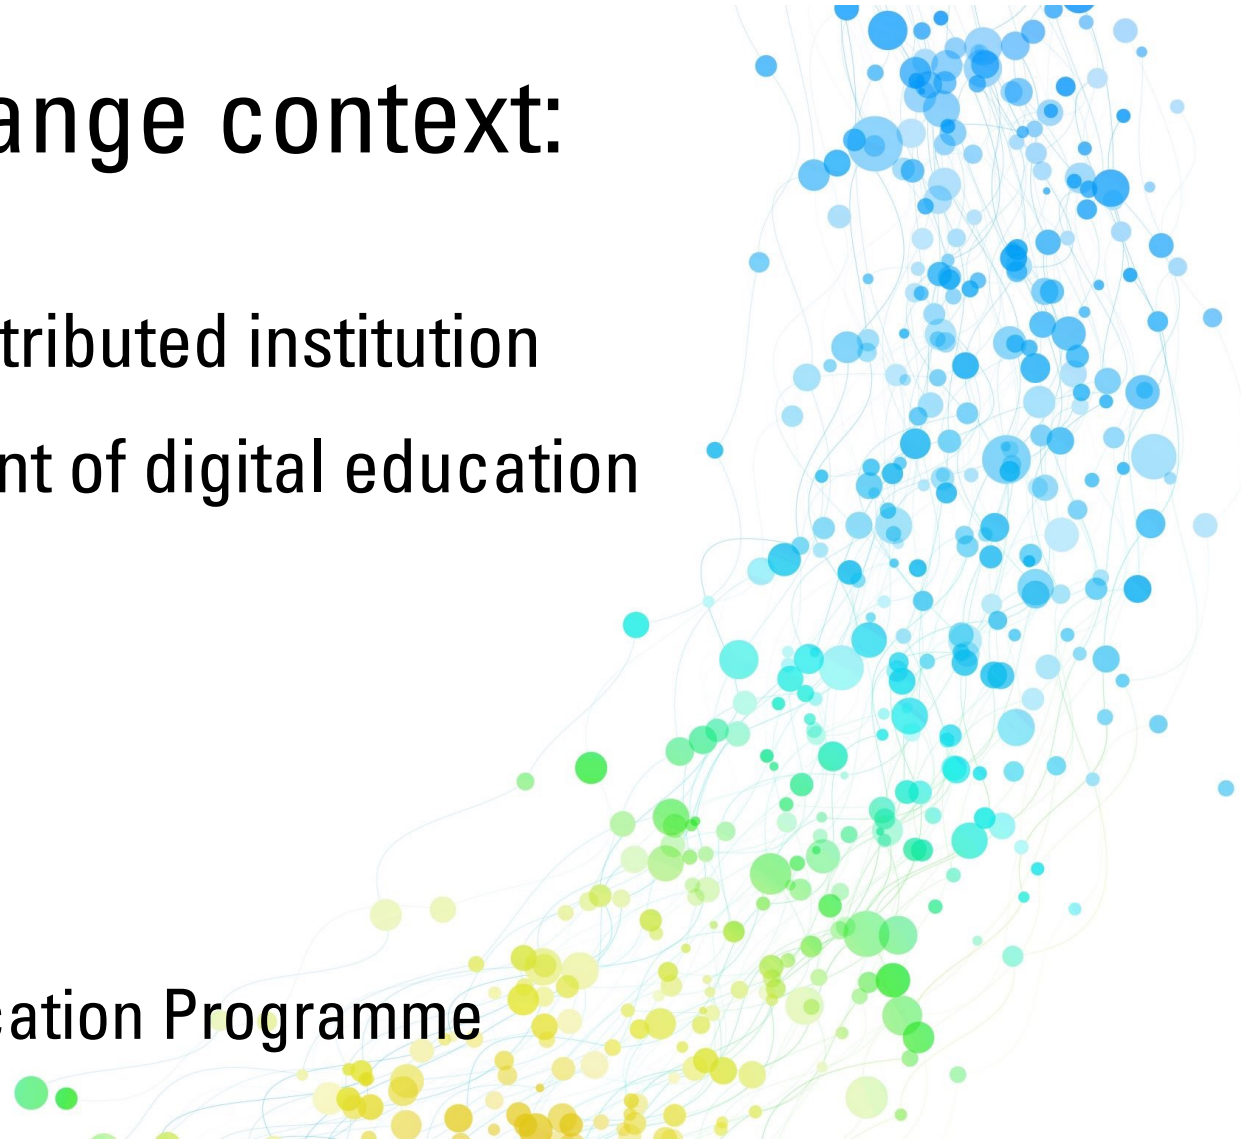 ange context:
tributed institution
nt of digital education
cation Programme